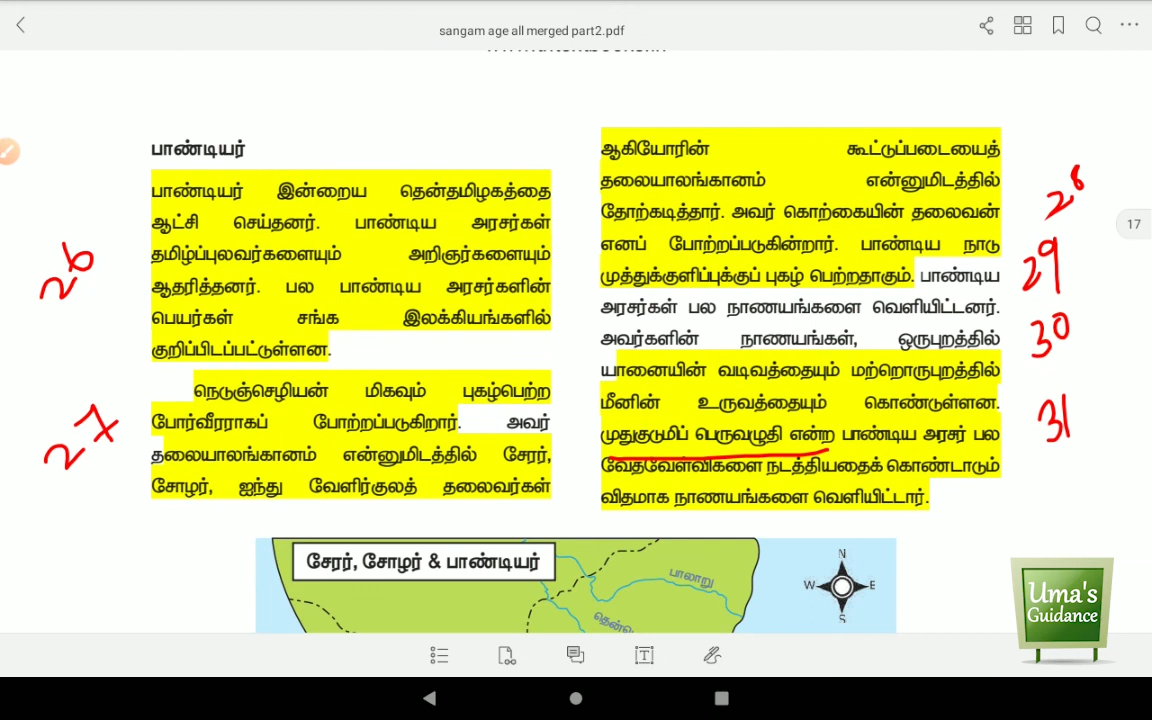 sangam age all merged part2.pdf
பாண்டியர்
பாண்டியர் இன்றைய தென்தமிழகத்தை
ஆட்சி செய்தனர். பாண்டிய அரசர்கள்
தமிழ்ப்புலவர்களையும் அறிஞர்களையும்
ஆதரித்தனர். பல பாண்டிய அரசர்களின்
பெயர்கள் சங்க இலக்கியங்களில்
குறிப்பிடப்பட்டுள்ளன.
26
நெடுஞ்செழியன் மிகவும் புகழ்பெற்ற
போர்வீரராகப் போற்றப்படுகிறார். அவர்
தலையாலங்கானம் என்னுமிடத்தில் சேரர்,
சோழர், ஐந்து வேளிர்குலத் தலைவர்கள்
27
ஆகியோரின் கூட்டுப்படையைத்
தலையாலங்கானம் என்னுமிடத்தில்
தோற்கடித்தார். அவர் கொற்கையின் தலைவன்
எனப் போற்றப்படுகின்றார். பாண்டிய நாடு
முத்துக்குளிப்புக்குப் புகழ் பெற்றதாகும். பாண்டிய
அரசர்கள் பல நாணயங்களை வெளியிட்டனர்.
அவர்களின் நாணயங்கள், ஒருபுறத்தில்
யானையின் வடிவத்தையும் மற்றொருபுறத்தில்
மீனின் உருவத்தையும் கொண்டுள்ளன.
முதுகுடுமிப் பெருவழுதி என்ற பாண்டிய அரசர் பல
வேதவேள்விகளை நடத்தியதைக் கொண்டாடும்
விதமாக நாணயங்களை வெளியிட்டார்.
28
29
30
31
17
சேரர், சோழர் & பாண்டியர்
பாலாறு
N
W E
S
Uma's
Guidance
T